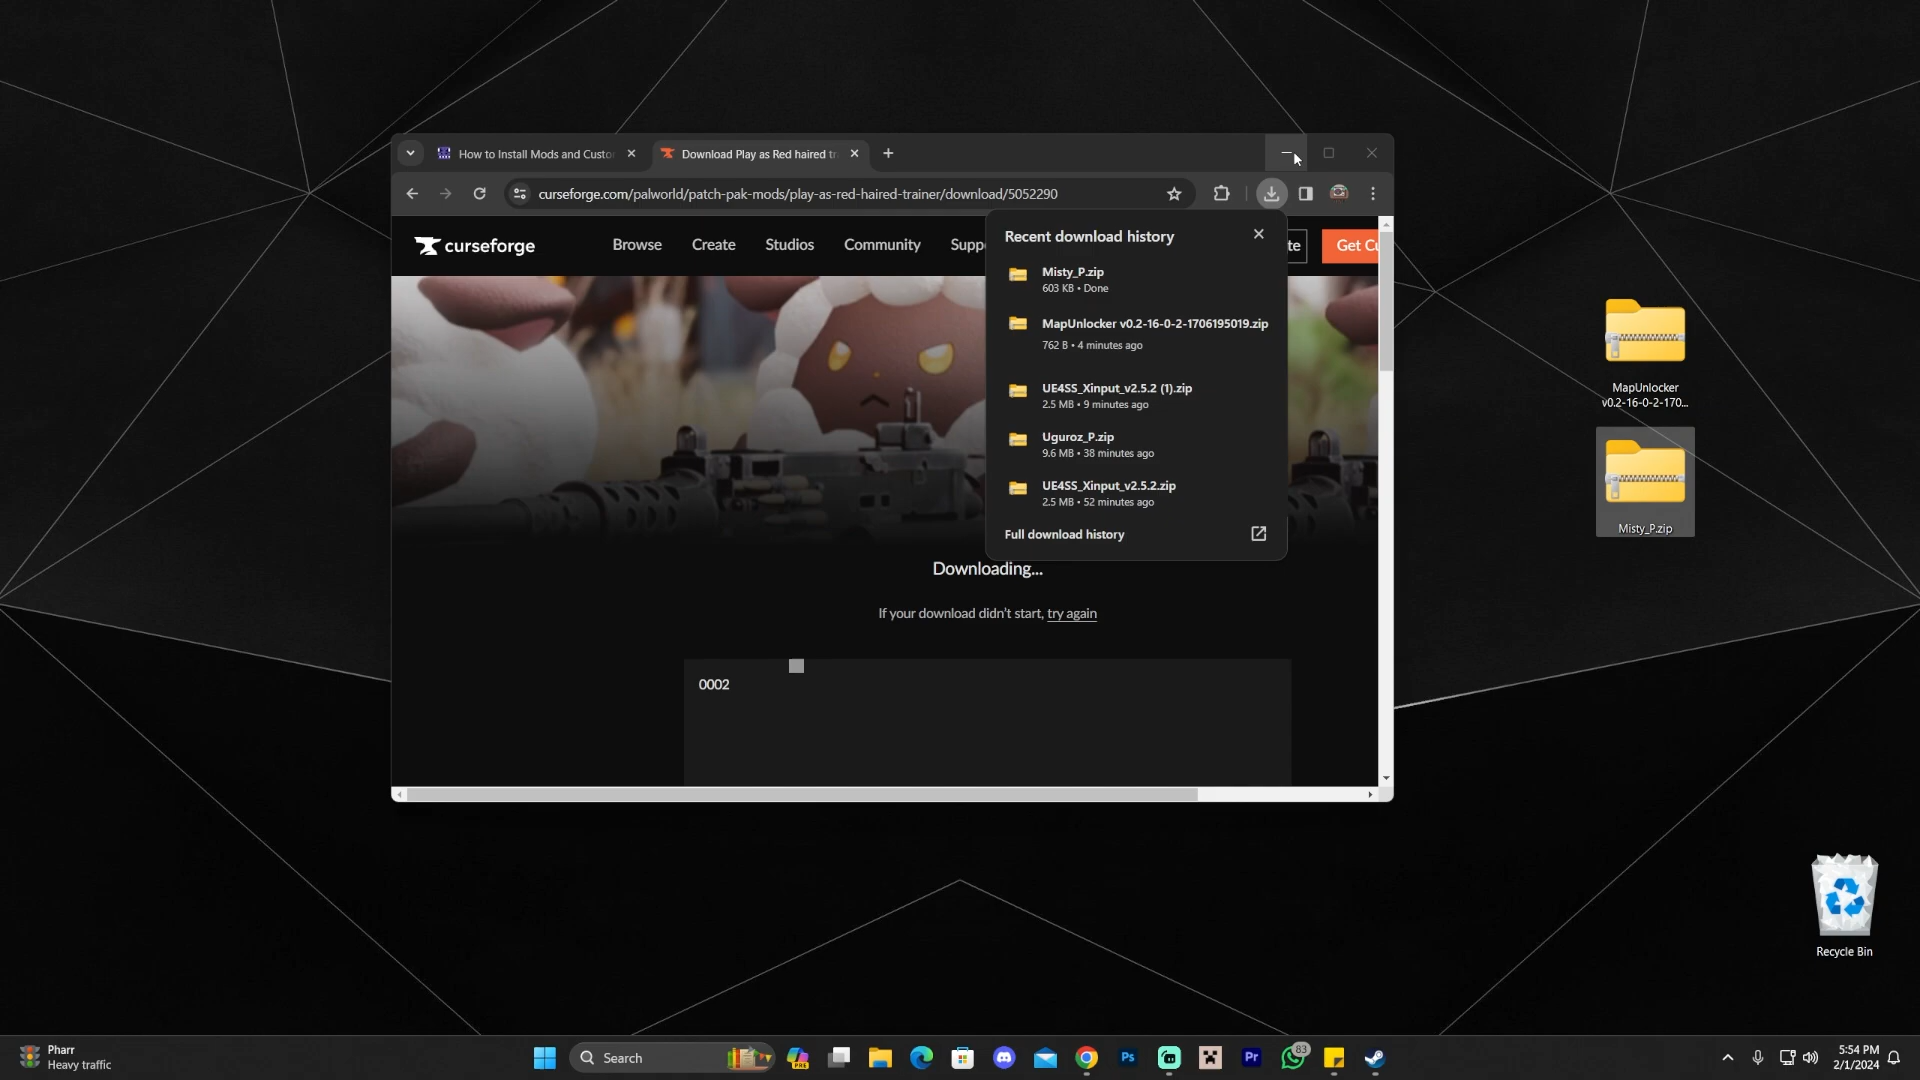 How to Install Mods and Custo
Download Play as Red haired tr
curseforge.com/palworld/patch-pak-mods/play-as-red-haired-trainer/download/5052290
curseforge
Browse
Create
Studios
Community
Supp
te
Get Cu
Recent download history
Misty_P.zip
603 KB • Done
MapUnlocker v0.2-16-0-2-1706195019.zip
762 B • 4 minutes ago
UE4SS_Xinput_v2.5.2 (1).zip
2.5 MB • 9 minutes ago
Uguroz_P.zip
9.6 MB • 38 minutes ago
UE4SS_Xinput_v2.5.2.zip
2.5 MB • 52 minutes ago
Full download history
Downloading...
If your download didn't start, try again
0002
MapUnlocker
v0.2-16-0-2-170...
Misty_P.zip
Recycle Bin
Pharr
Heavy traffic
Search
PRE
Ps
Pr
83
5:54 PM
2/1/2024